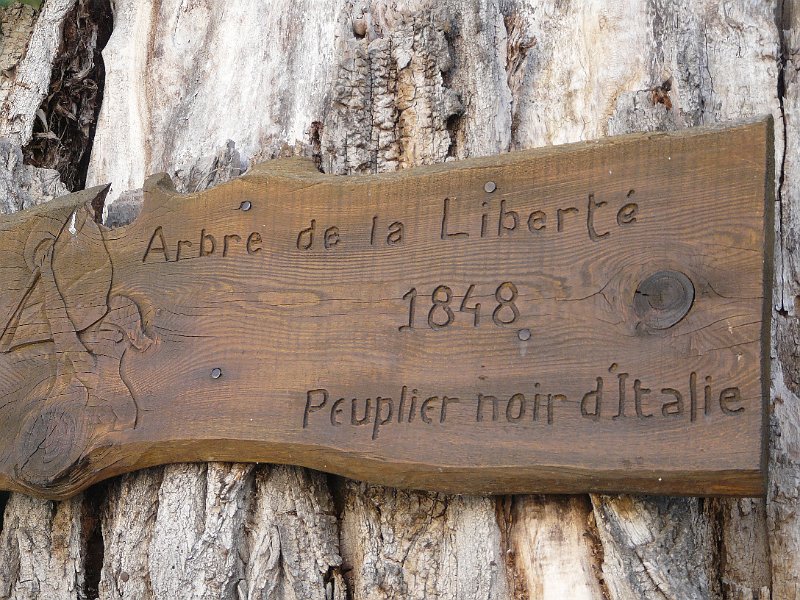 Arbre de la Liberté
1848
Peuplier noir d'Italie